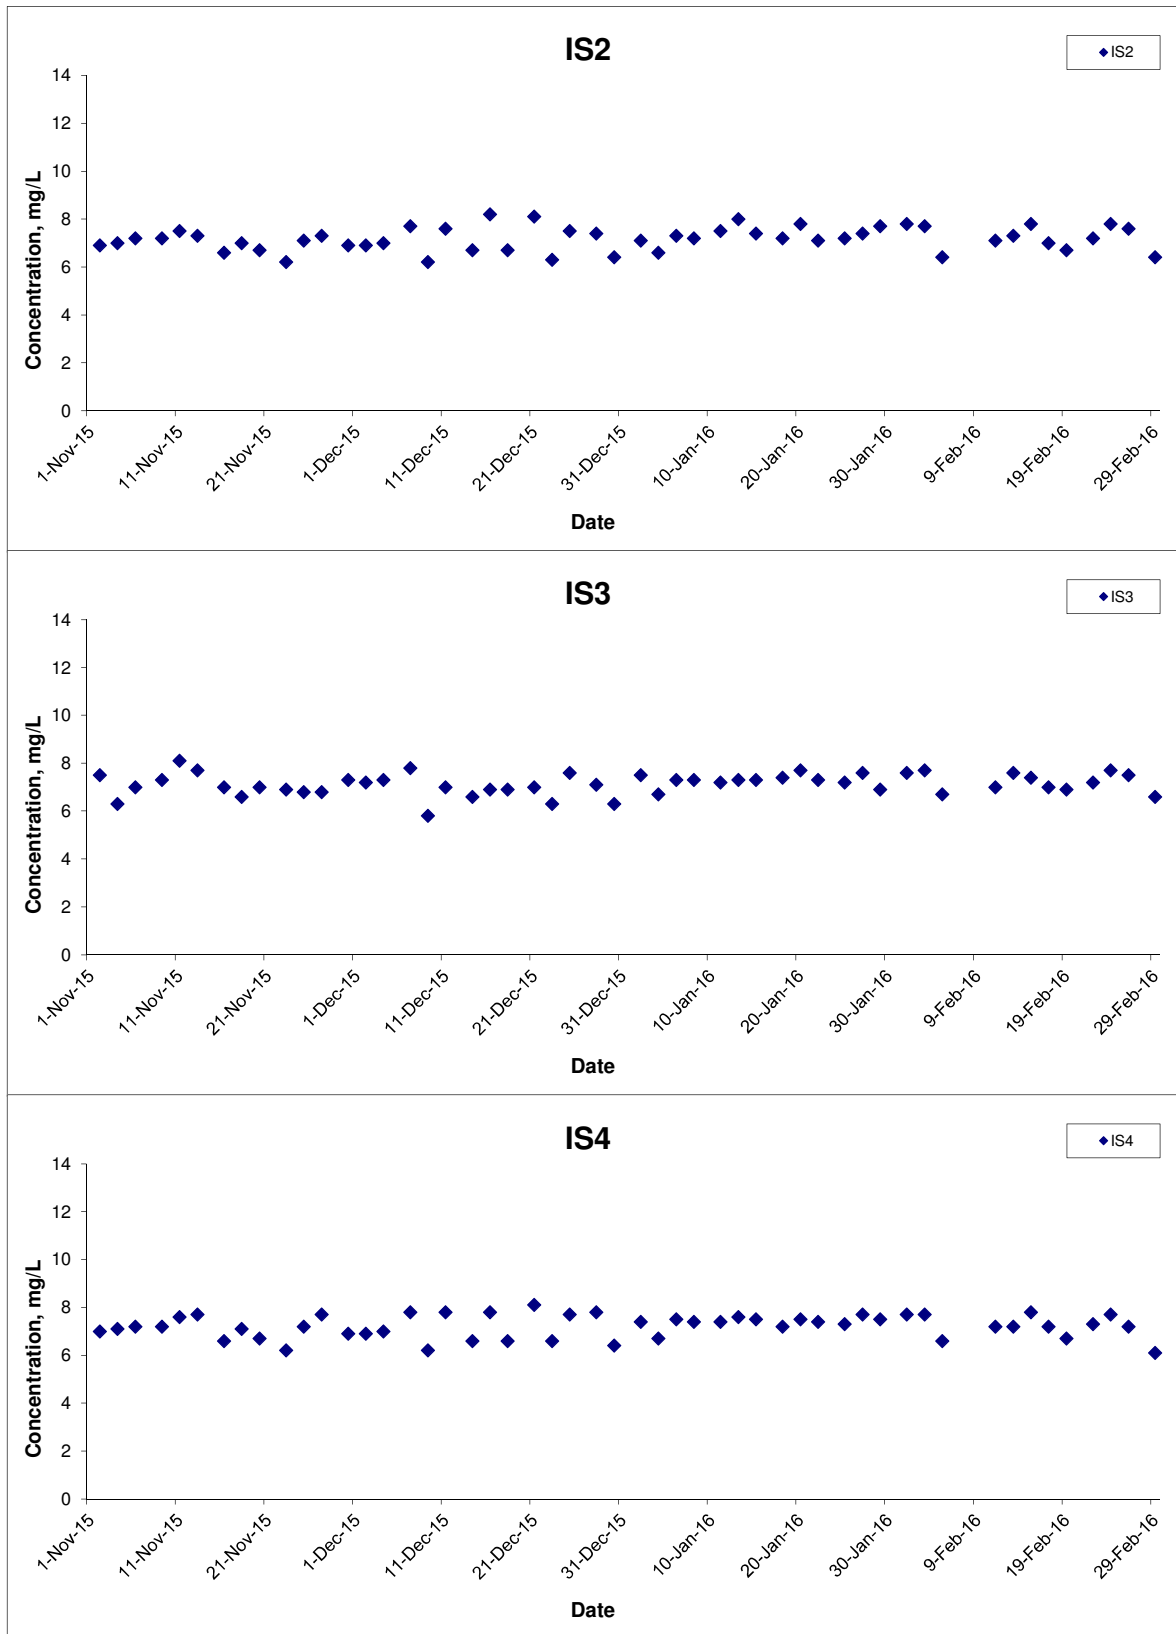 IS2
IS2
14
12
10
8
6
4
2
0
Concentration, mg/L
1-Nov-15
11-Nov-15
21-Nov-15
1-Dec-15
11-Dec-15
21-Dec-15
31-Dec-15
10-Jan-16
20-Jan-16
30-Jan-16
9-Feb-16
19-Feb-16
29-Feb-16
Date
IS3
IS3
14
12
10
8
6
4
2
0
Concentration, mg/L
1-Nov-15
11-Nov-15
21-Nov-15
1-Dec-15
11-Dec-15
21-Dec-15
31-Dec-15
10-Jan-16
20-Jan-16
30-Jan-16
9-Feb-16
19-Feb-16
29-Feb-16
Date
IS4
IS4
14
12
10
8
6
4
2
0
Concentration, mg/L
1-Nov-15
11-Nov-15
21-Nov-15
1-Dec-15
11-Dec-15
21-Dec-15
31-Dec-15
10-Jan-16
20-Jan-16
30-Jan-16
9-Feb-16
19-Feb-16
29-Feb-16
Date